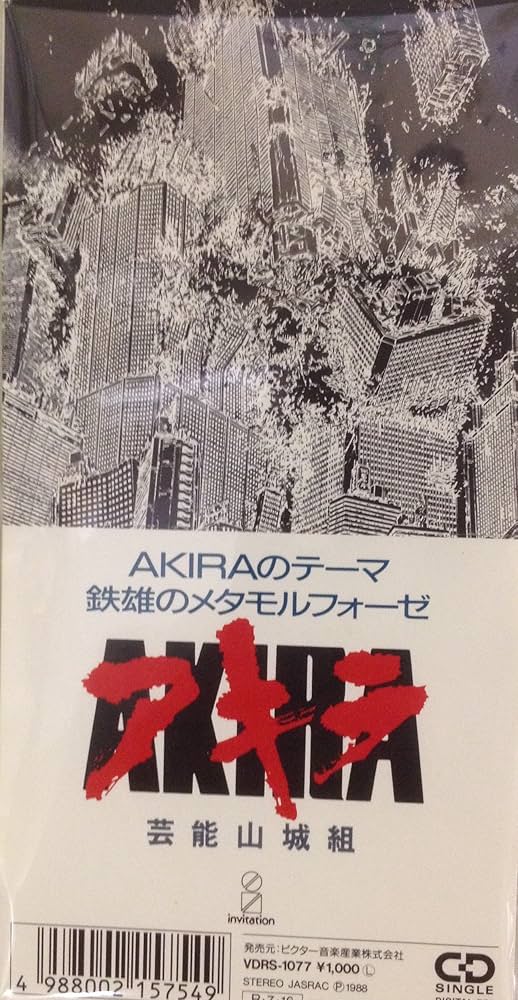 AKIRAのテーマ
鉄雄のメタモルフォーゼ
AKIRA
アキラ
芸能山城組
invitation
発売元:ビクター音楽産業株式会社
VDRS-1077 ¥1,000 Ⓛ
STEREO JASRAC Ⓟ1988
CD
SINGLE
4 988002 157549